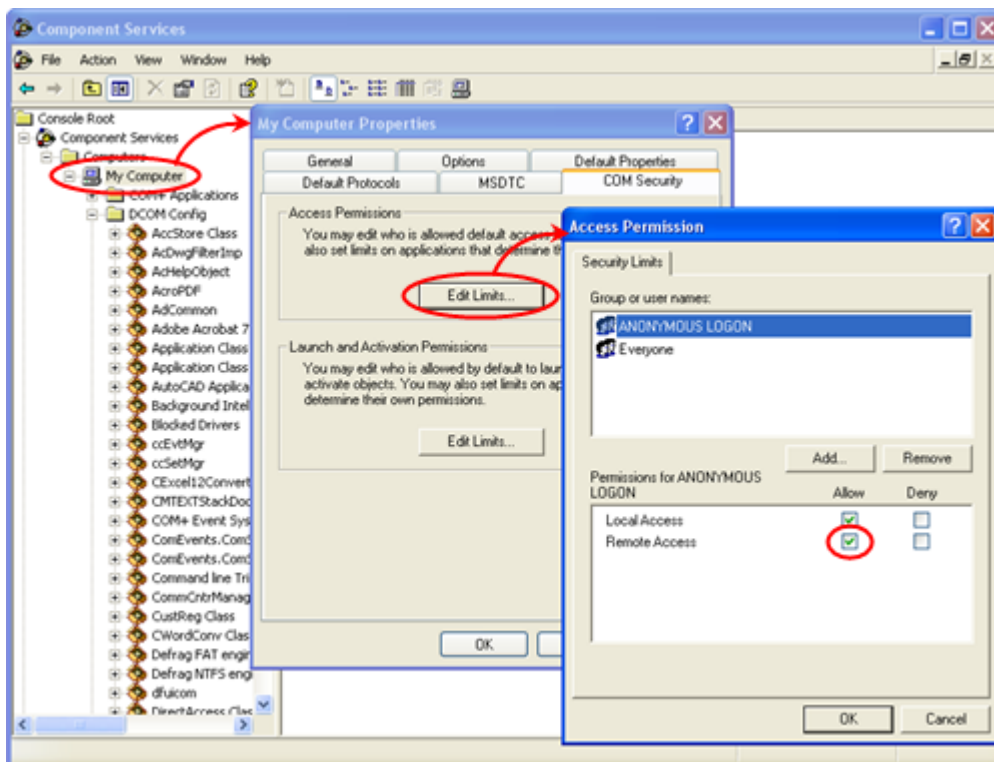 Component Services
File Action View Window Help
Console Root
Component Services
Computers
My Computer
COM+ Applications
DCOM Config
AccStore Class
AcDwgFilterImp
AcHelpObject
AcroPDF
AdCommon
Adobe Acrobat 7
Application Class
Application Class
AutoCAD Applica
Background Intel
Blocked Drivers
ccEvtMgr
ccSetMgr
CExcel12Convert
CMTEXTStackDoc
COM+ Event Sys
ComEvents.ComS
ComEvents.ComS
Command line Tri
CommCntrManag
CustReg Class
CWordConv Clas
Defrag FAT engin
Defrag NTFS eng
dfuicom
DirectAccess Clas
My Computer Properties
General Options Default Properties
Default Protocols MSDTC COM Security
Access Permissions
You may edit who is allowed default access
also set limits on applications that determine th
Edit Limits...
Launch and Activation Permissions
You may edit who is allowed by default to laun
activate objects. You may also set limits on ap
determine their own permissions.
Edit Limits...
OK
Access Permission
Security Limits
Group or user names:
ANONYMOUS LOGON
Everyone
Add... Remove
Permissions for ANONYMOUS
LOGON Allow Deny
Local Access
Remote Access
OK Cancel